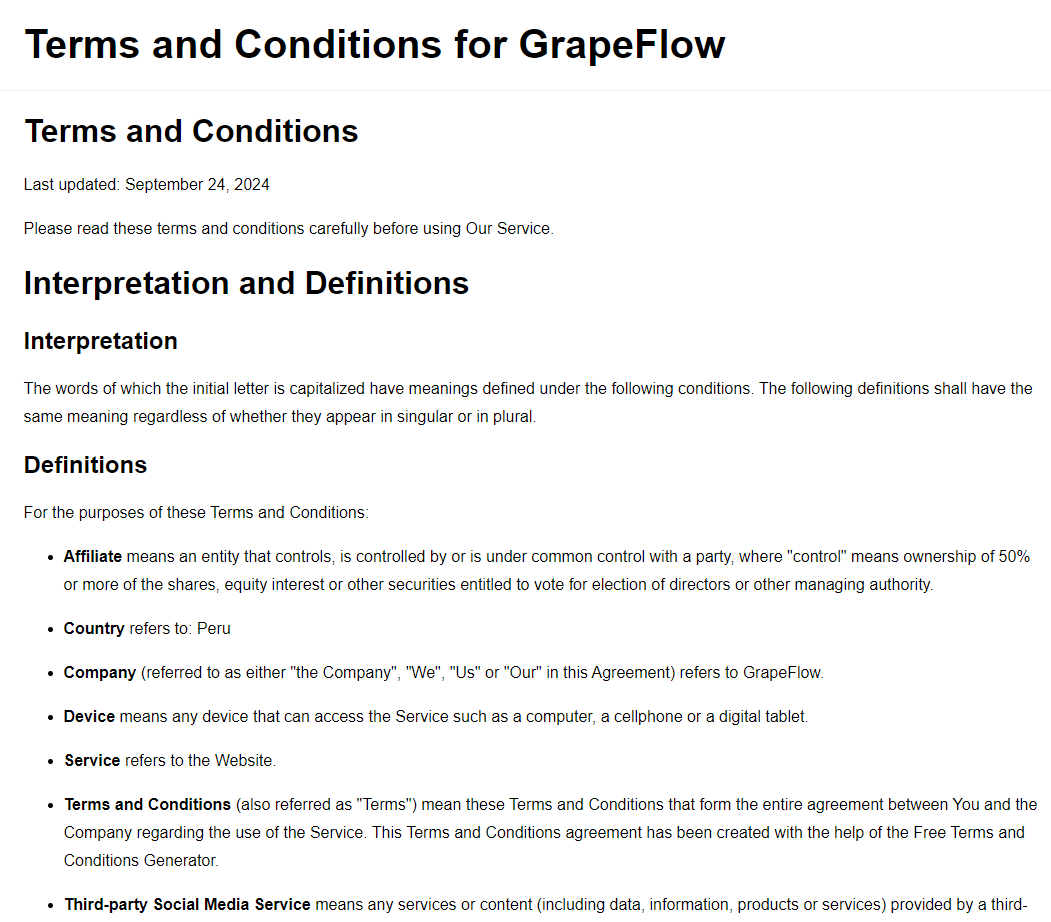 Terms and Conditions for GrapeFlow
Terms and Conditions
Last updated: September 24, 2024
Please read these terms and conditions carefully before using Our Service.
Interpretation and Definitions
Interpretation
The words of which the initial letter is capitalized have meanings defined under the following conditions. The following definitions shall have the
same meaning regardless of whether they appear in singular or in plural.
Definitions
For the purposes of these Terms and Conditions:
• Affiliate means an entity that controls, is controlled by or is under common control with a party, where "control" means ownership of 50%
or more of the shares, equity interest or other securities entitled to vote for election of directors or other managing authority.
• Country refers to: Peru
• Company (referred to as either "the Company", "We", "Us" or "Our" in this Agreement) refers to GrapeFlow.
• Device means any device that can access the Service such as a computer, a cellphone or a digital tablet.
• Service refers to the Website.
• Terms and Conditions (also referred as "Terms") mean these Terms and Conditions that form the entire agreement between You and the
Company regarding the use of the Service. This Terms and Conditions agreement has been created with the help of the Free Terms and
Conditions Generator.
• Third-party Social Media Service means any services or content (including data, information, products or services) provided by a third-